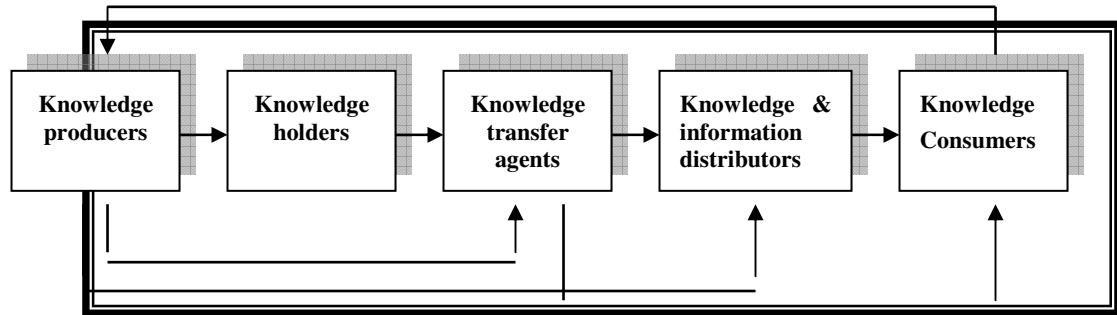 Knowledge
producers
Knowledge
holders
Knowledge
transfer
agents
Knowledge &
information
distributors
Knowledge
Consumers